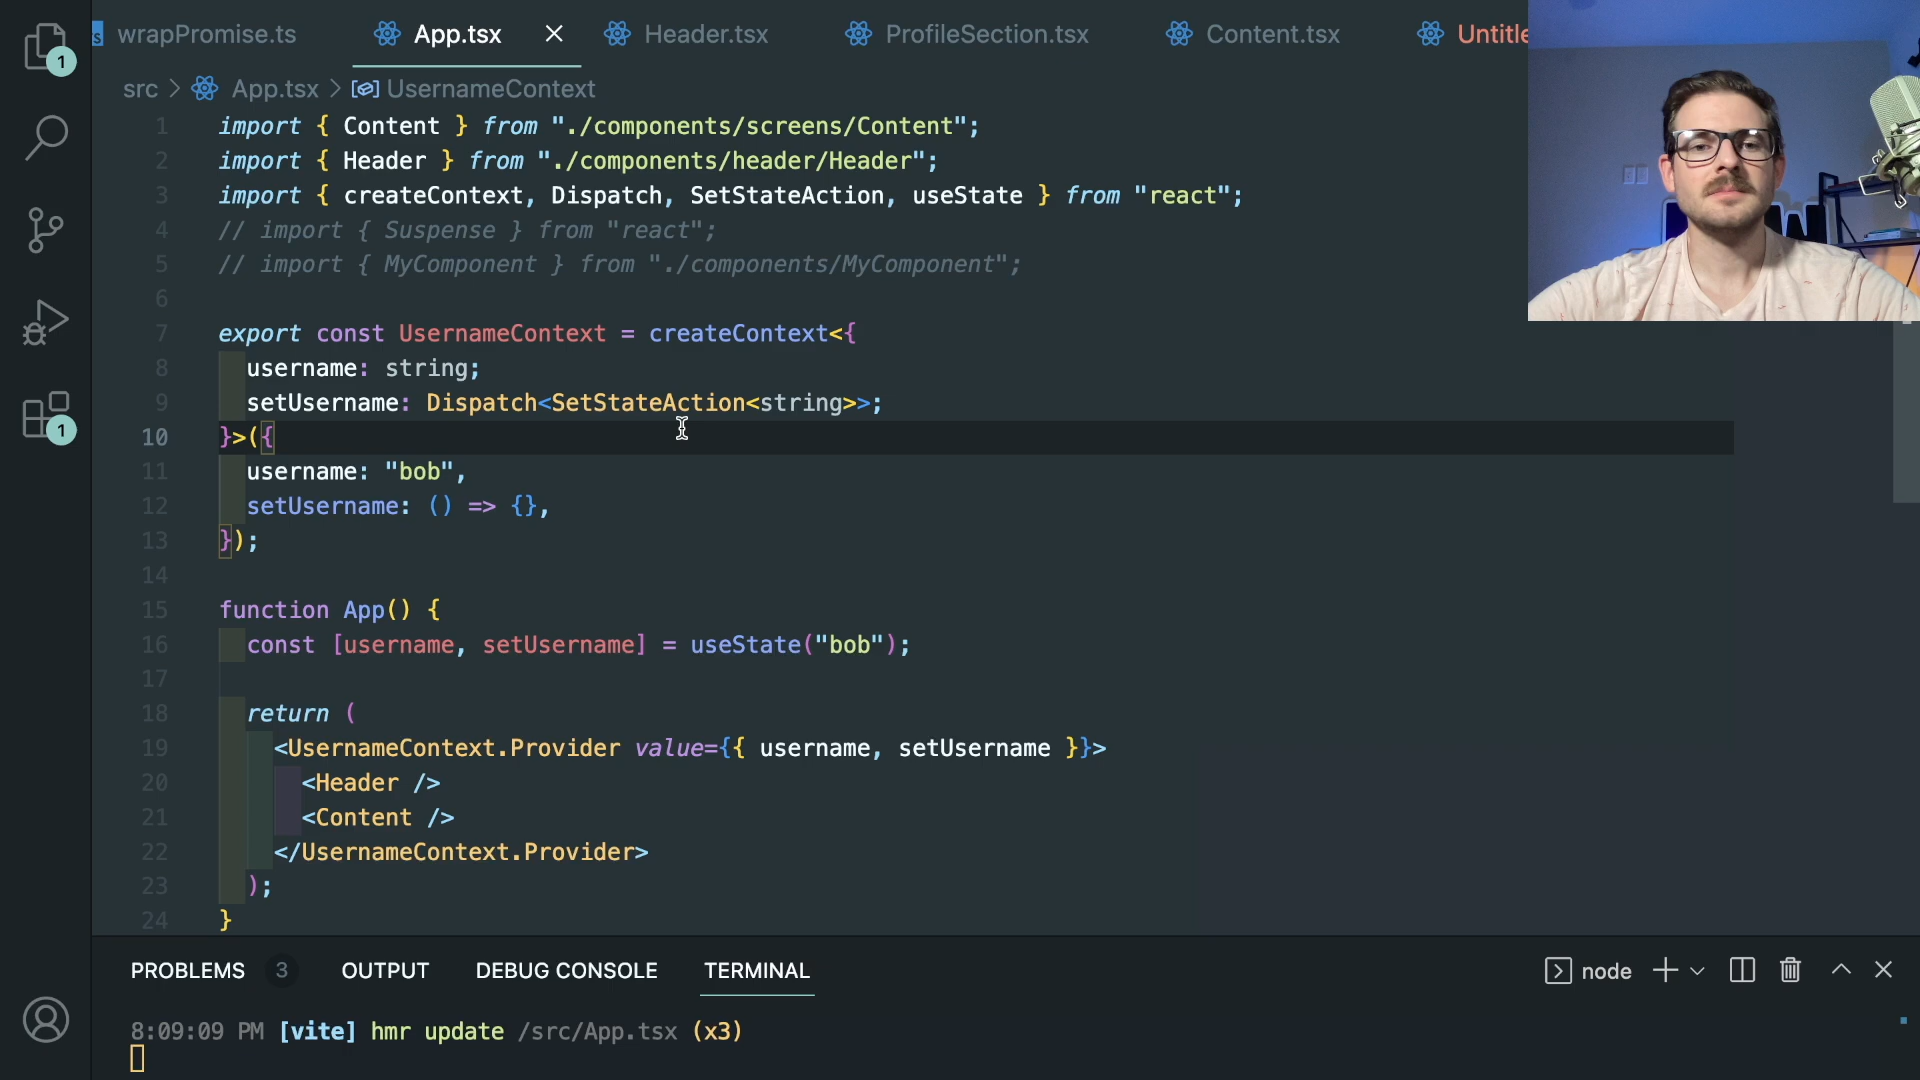 wrapPromise.ts App.tsx Header.tsx ProfileSection.tsx Content.tsx Untitle
1
src > App.tsx > UsernameContext
1 import { Content } from "./components/screens/Content";
2 import { Header } from "./components/header/Header";
3 import { createContext, Dispatch, SetStateAction, useState } from "react";
4 // import { Suspense } from "react";
5 // import { MyComponent } from "./components/MyComponent";
6
7 export const UsernameContext = createContext<{
8 username: string;
9 setUsername: Dispatch<SetStateAction<string>>;
10 }>({
1
11 username: "bob",
12 setUsername: () => {},
13 });
14
15 function App() {
16 const [username, setUsername] = useState("bob");
17
18 return (
19 <UsernameContext.Provider value={{ username, setUsername }}>
20 <Header />
21 <Content />
22 </UsernameContext.Provider>
23 );
24 }
PROBLEMS 3 OUTPUT DEBUG CONSOLE TERMINAL node
8:09:09 PM [vite] hmr update /src/App.tsx (x3)